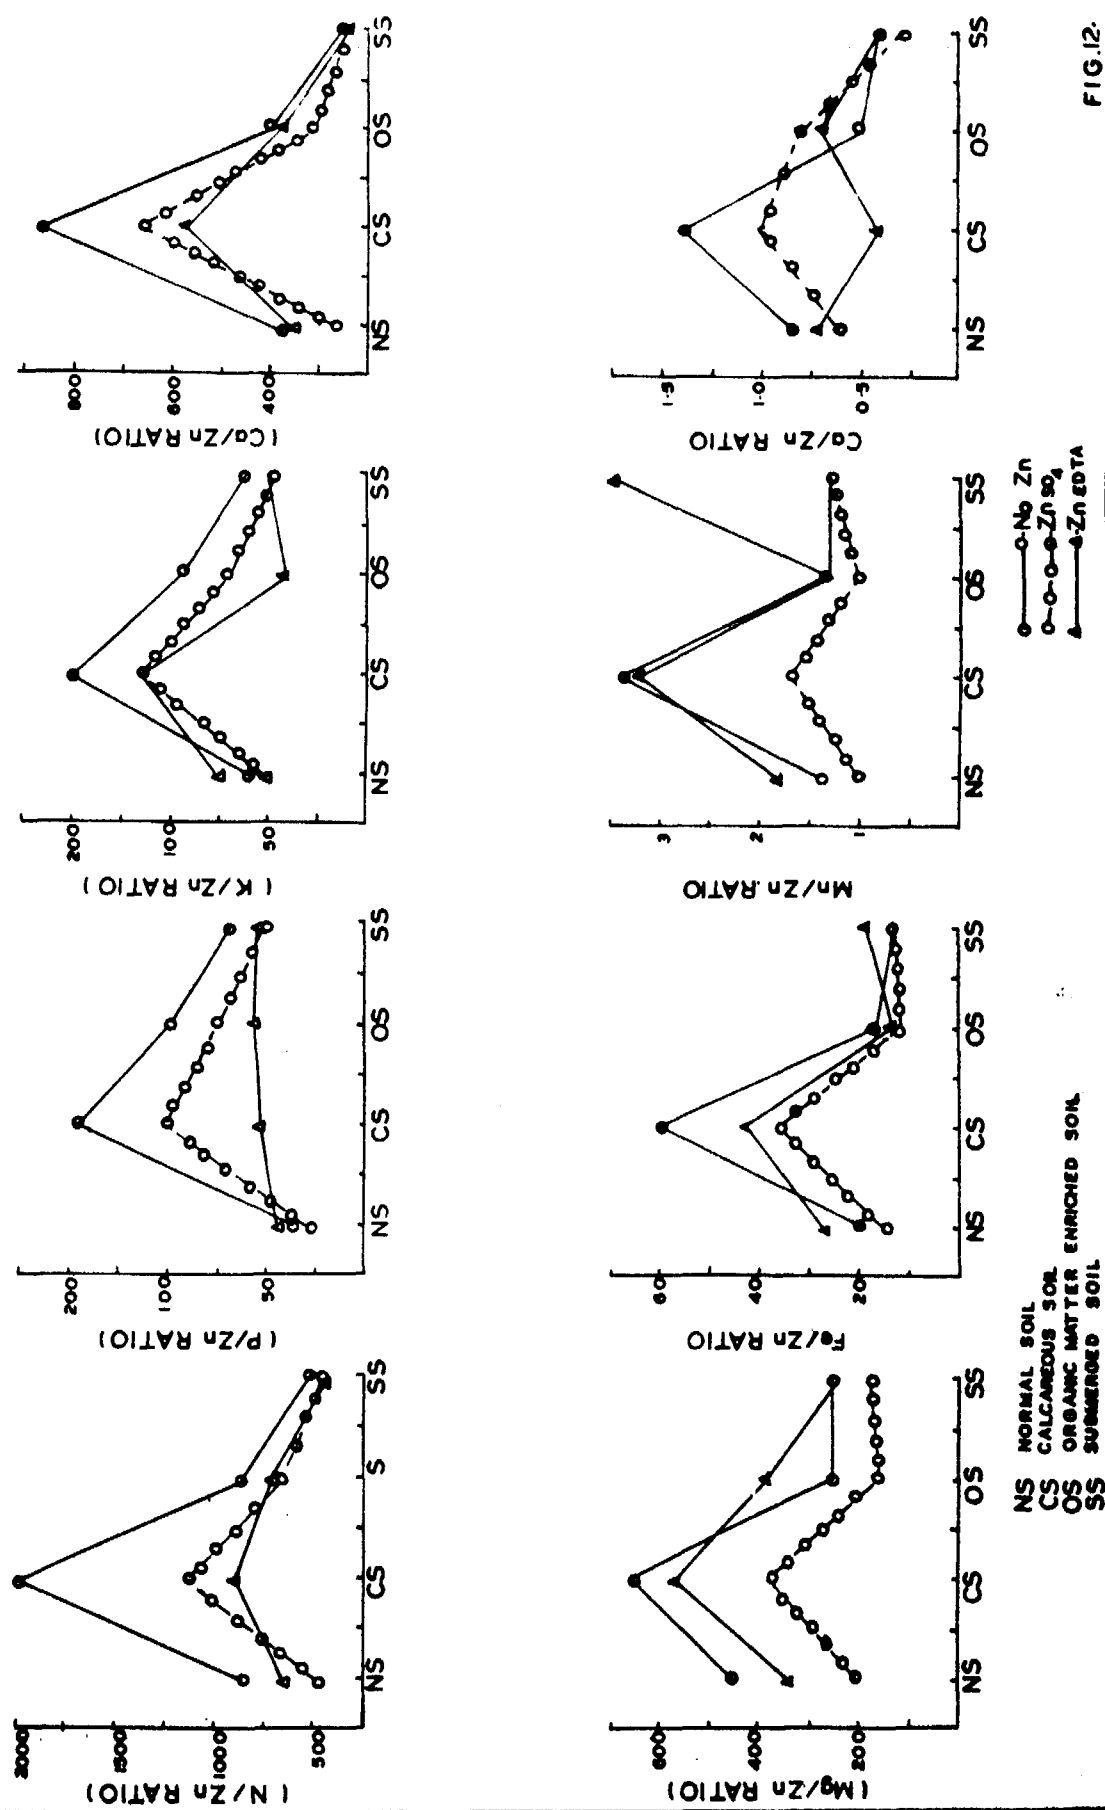 ( N/Zn RATIO)
2000
1500
1000
500
NS
CS
S
SS
( P/Zn RATIO)
200
100
50
NS
CS
OS
SS
( K/Zn RATIO )
200
100
50
NS
CS
OS
SS
(Ca/Zn RATIO)
800
600
400
NS
CS
OS
SS
(Mg/Zn RATIO)
600
400
200
NS
CS
OS
SS
Fe/Zn RATIO
60
40
20
NS
CS
OS
SS
Mn/Zn RATIO
3
2
1
NS
CS
OS
SS
Ca/Zn RATIO
1.5
1.0
0.5
NS
CS
OS
SS
NS NORMAL SOIL
CS CALCAREOUS SOIL
OS ORGANIC MATTER ENRICHED SOIL
SS SUBMERGED SOIL
No Zn
Zn SO4
Zn EDTA
FIG.12.